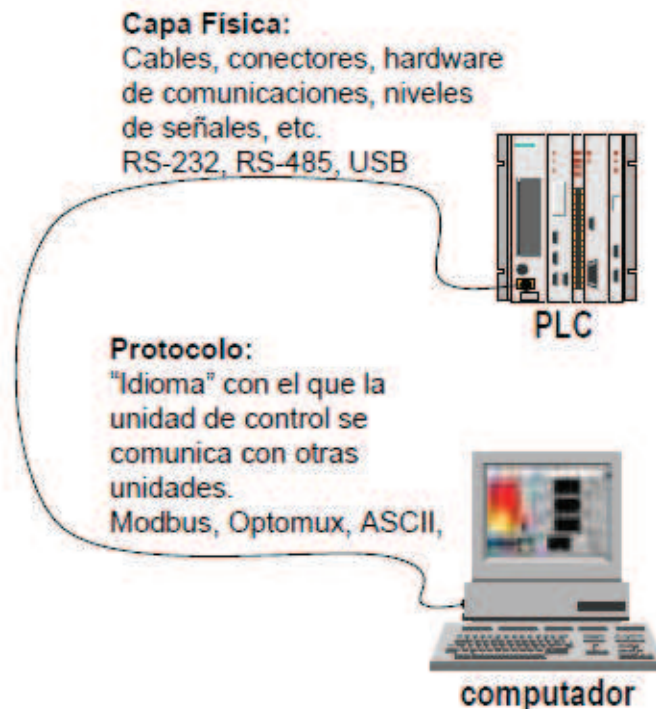 Capa Física:
Cables, conectores, hardware
de comunicaciones, niveles
de señales, etc.
RS-232, RS-485, USB
PLC
Protocolo:
"Idioma" con el que la
unidad de control se
comunica con otras
unidades.
Modbus, Optomux, ASCII,
computador